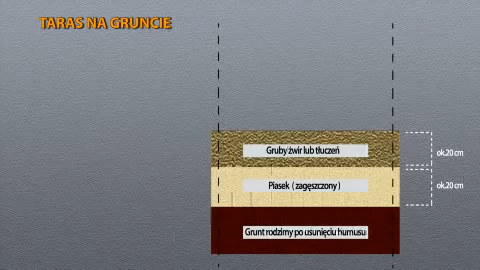 TARAS NA GRUNCIE
Gruby żwir lub tłuczeń
ok.20 cm
Piasek ( zagęszczony )
ok.20 cm
Grunt rodzimy po usunięciu humusu